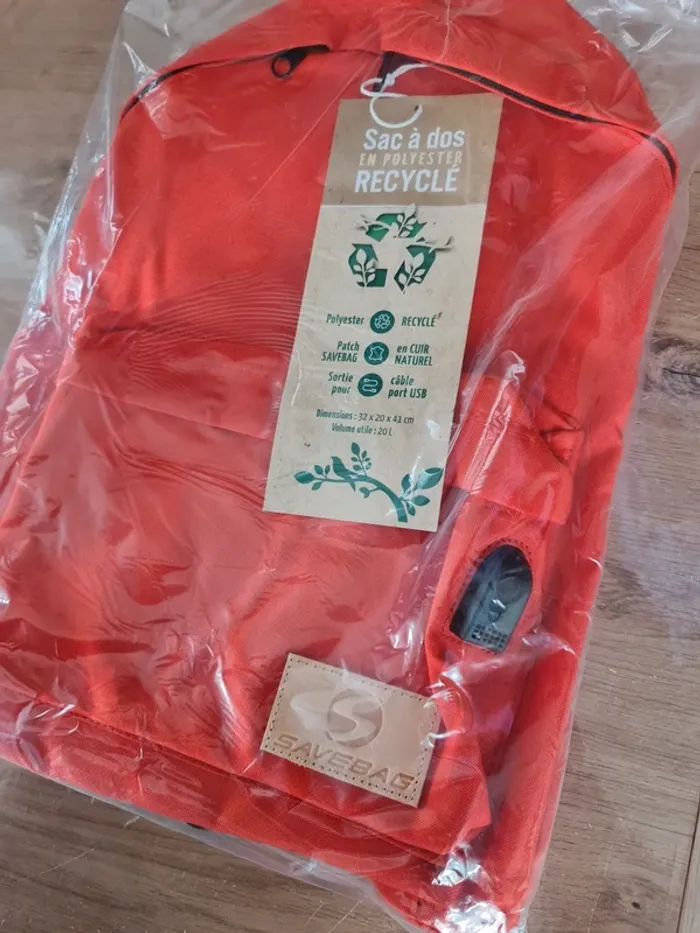 Sac à dos
EN POLYESTER
RECYCLÉ
Polyester RECYCLÉ
Patch SAVEBAG en CUIR NATUREL
Sortie pour câble port USB
Dimensions : 32 x 20 x 41 cm
Volume utile : 20 L
SAVEBAG